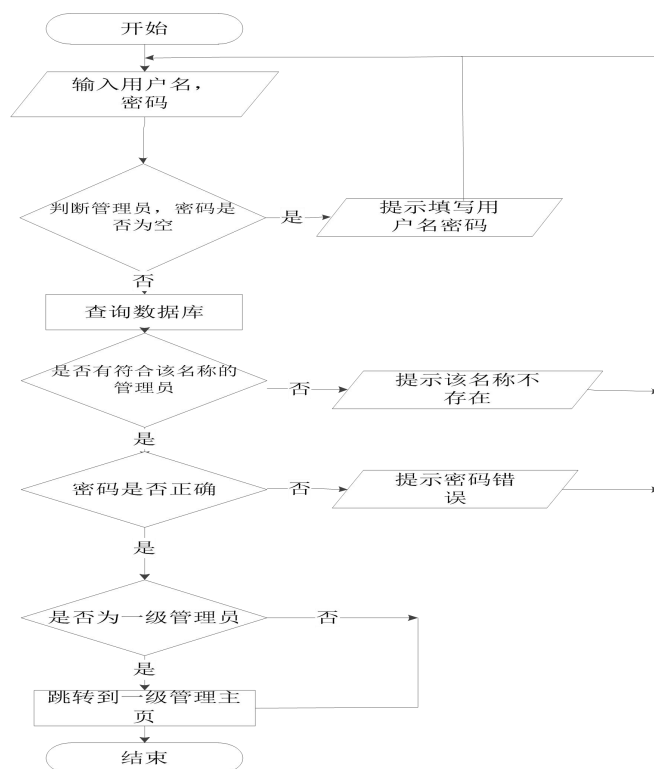 开始
输入用户名，
密码
判断管理员，密码是
否为空
是
提示填写用
户名密码
否
查询数据库
是否有符合该名称的
管理员
否
提示该名称不
存在
是
密码是否正确
否
提示密码错
误
是
是否为一级管理员
否
是
跳转到一级管理主
页
结束